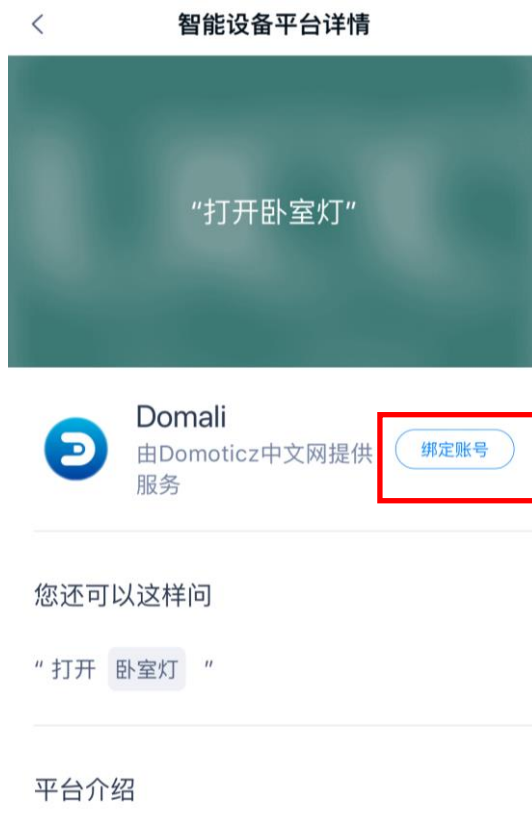 智能设备平台详情
“打开卧室灯”
Domali
由Domoticz中文网提供
服务
绑定账号
您还可以这样问
“ 打开 卧室灯 ”
平台介绍